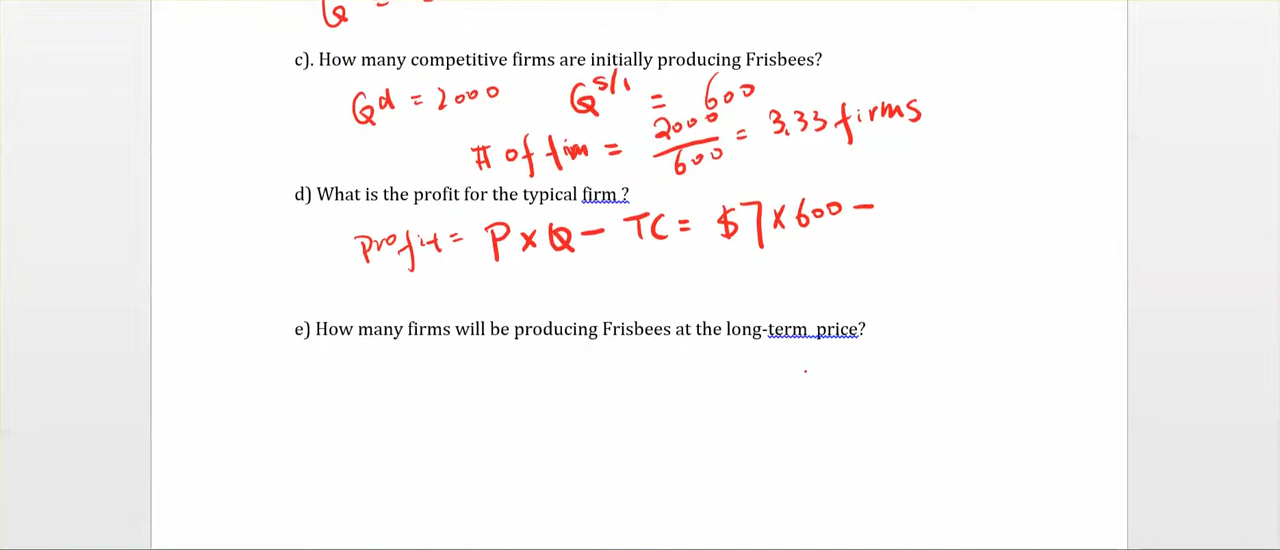 Q =
c). How many competitive firms are initially producing Frisbees?
Qd = 2000 Qs/1 = 600
# of firm = 2000/600 = 3.33 firms
d) What is the profit for the typical firm ?
Profit = P x Q - TC = $7 x 600 -
e) How many firms will be producing Frisbees at the long-term price?